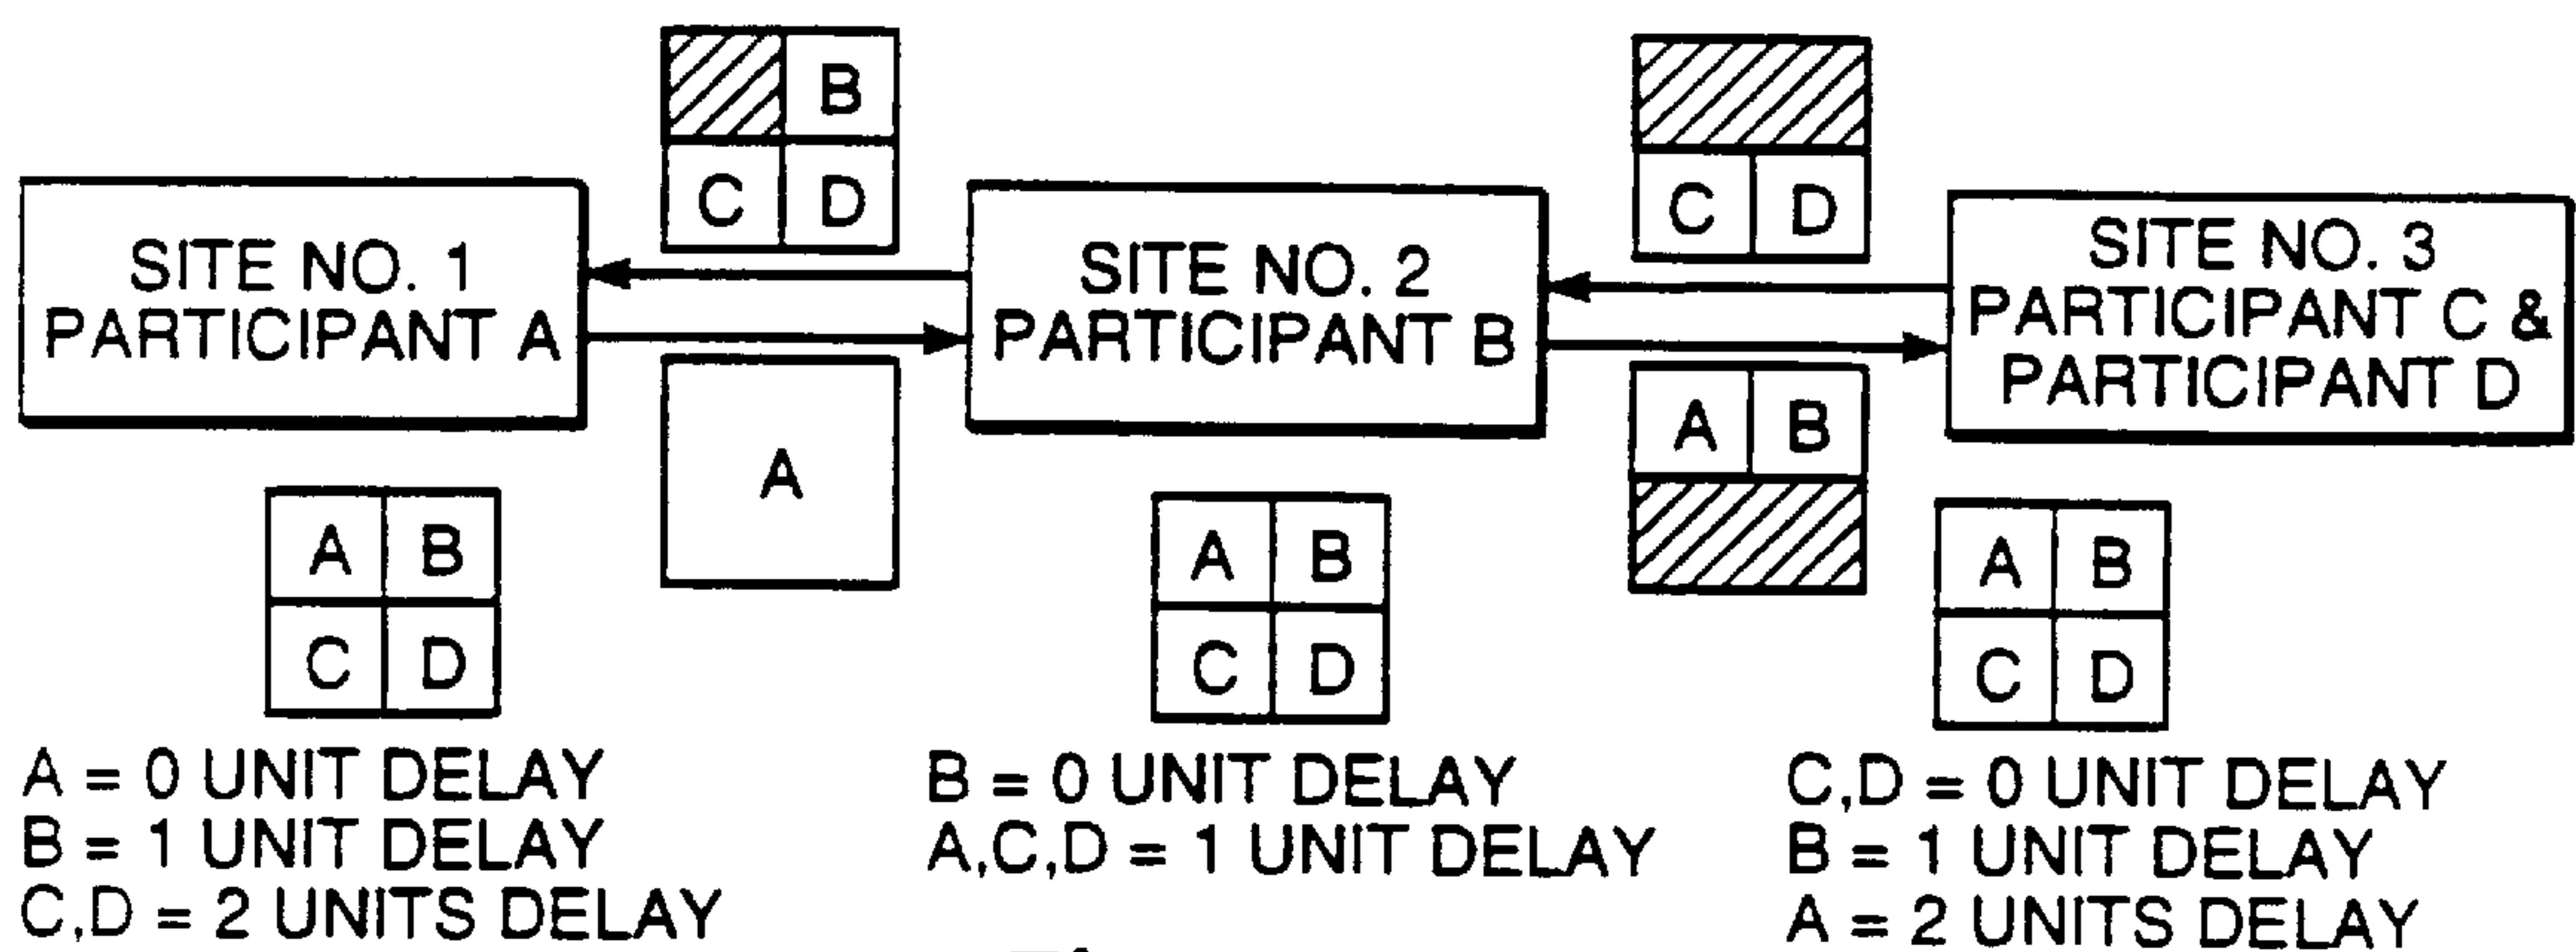 B
C D
C D
SITE NO. 1
PARTICIPANT A
SITE NO. 2
PARTICIPANT B
SITE NO. 3
PARTICIPANT C &
PARTICIPANT D
A
A B
A B
C D
A B
C D
A B
C D
A = 0 UNIT DELAY
B = 1 UNIT DELAY
C,D = 2 UNITS DELAY
B = 0 UNIT DELAY
A,C,D = 1 UNIT DELAY
C,D = 0 UNIT DELAY
B = 1 UNIT DELAY
A = 2 UNITS DELAY